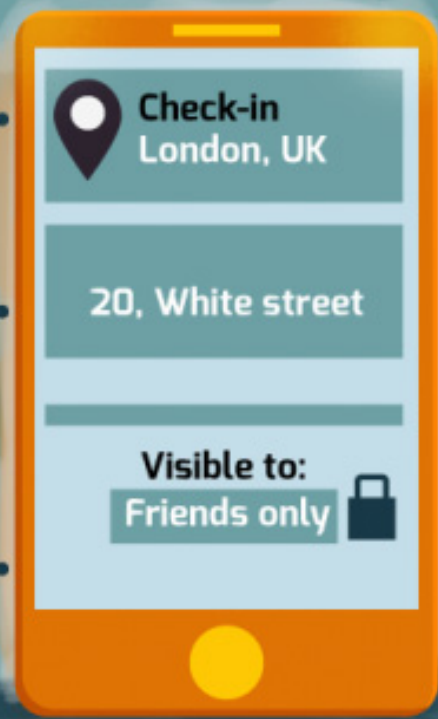 Check-in
London, UK
20, White street
Visible to:
Friends only